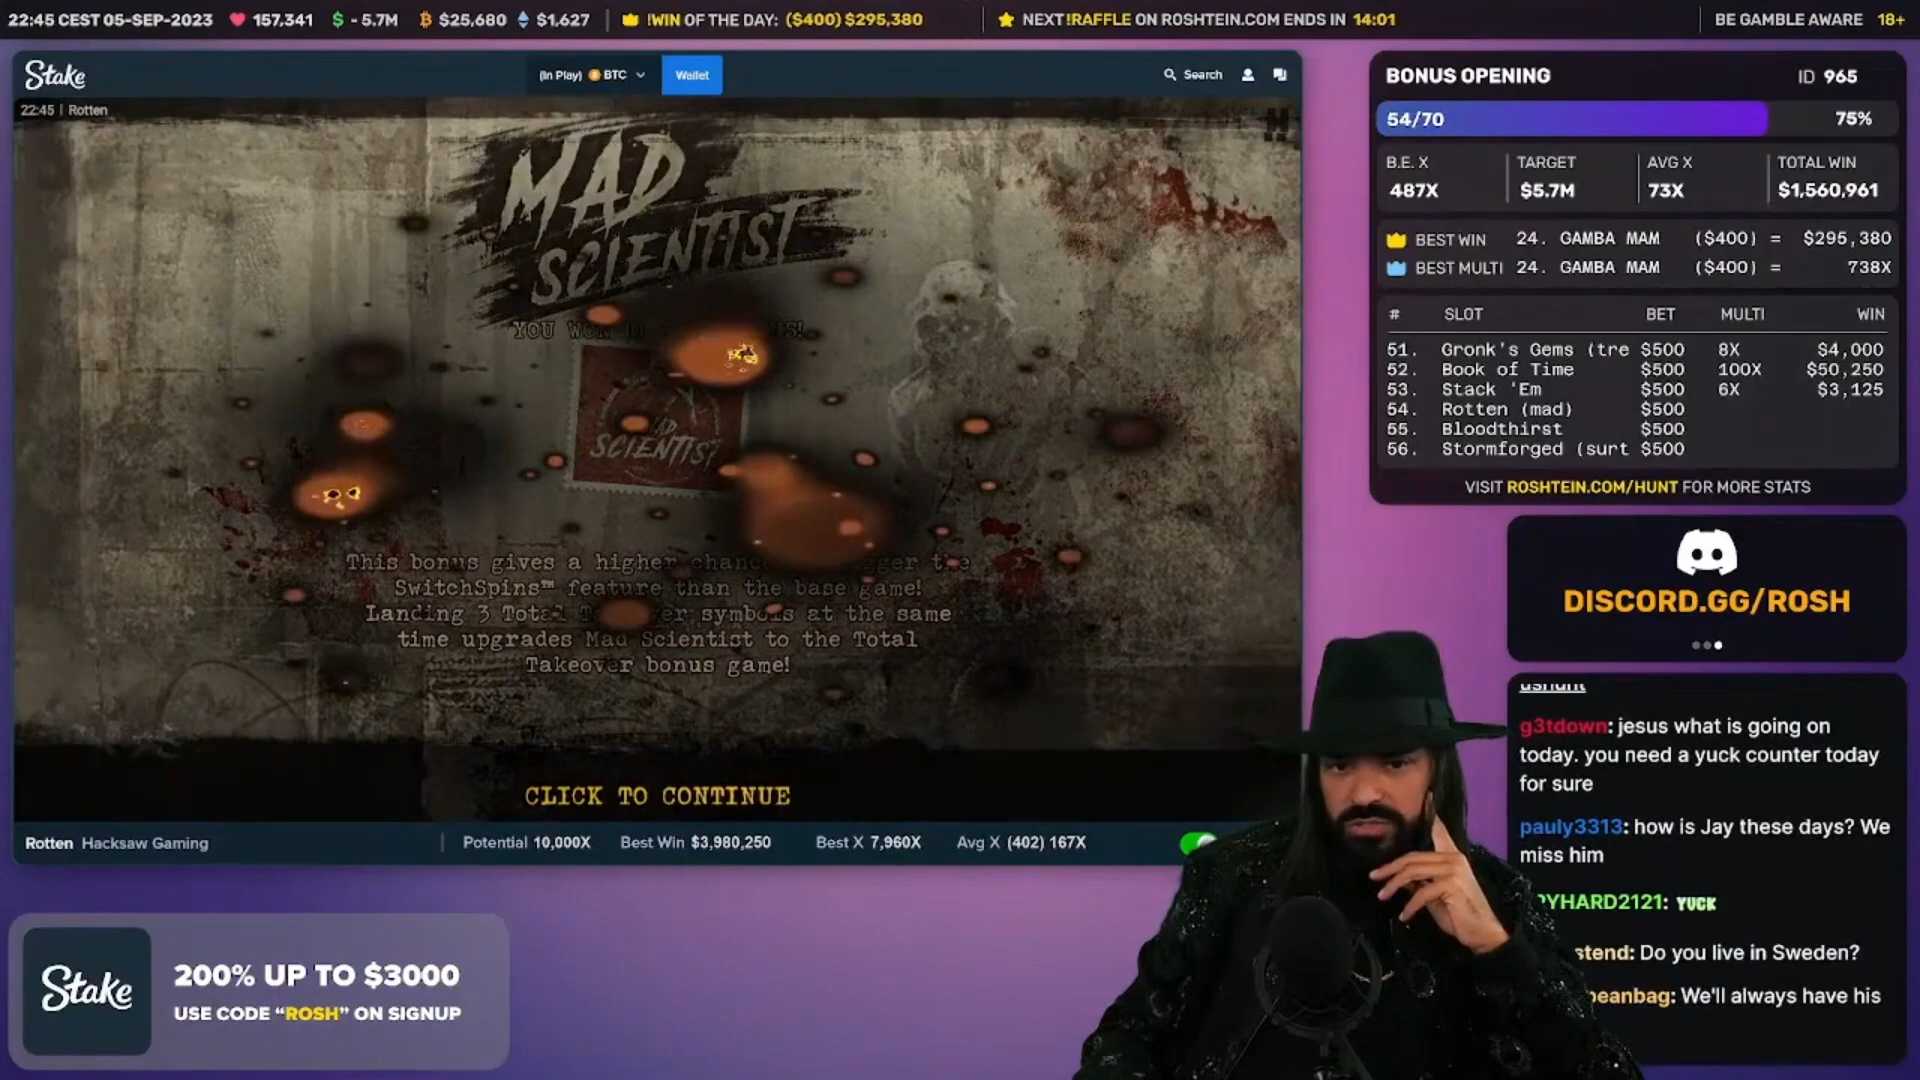 22:45 CEST 05-SEP-2023 157,341 $ - 5.7M $25,680 $1,627 !WIN OF THE DAY: ($400) $295,380 NEXT !RAFFLE ON ROSHTEIN.COM ENDS IN 14:01 BE GAMBLE AWARE 18+
Stake (In Play) BTC Wallet Search
22:45 | Rotten
MAD
SCIENTIST
YOU
SCIENTIST
This bonus gives a higher the
SwitchSpins™ feature than the base game!
Landing 3 Total symbols at the same
time upgrades Mad Scientist to the Total
Takeover bonus game!
CLICK TO CONTINUE
Rotten Hacksaw Gaming Potential 10,000X Best Win $3,980,250 Best X 7,960X Avg X (402) 167X
Stake
200% UP TO $3000
USE CODE “ROSH” ON SIGNUP
BONUS OPENING ID 965
54/70 75%
B.E. X TARGET AVG X TOTAL WIN
487X $5.7M 73X $1,560,961
BEST WIN 24. GAMBA MAM ($400) = $295,380
BEST MULTI 24. GAMBA MAM ($400) = 738X
# SLOT BET MULTI WIN
51. Gronk's Gems (tre $500 8X $4,000
52. Book of Time $500 100X $50,250
53. Stack 'Em $500 6X $3,125
54. Rotten (mad) $500
55. Bloodthirst $500
56. Stormforged (surt $500
VISIT ROSHTEIN.COM/HUNT FOR MORE STATS
DISCORD.GG/ROSH
g3tdown: jesus what is going on
today. you need a yuck counter today
for sure
pauly3313: how is Jay these days? We
miss him
PYHARD2121: YUCK
stend: Do you live in Sweden?
beanbag: We'll always have his